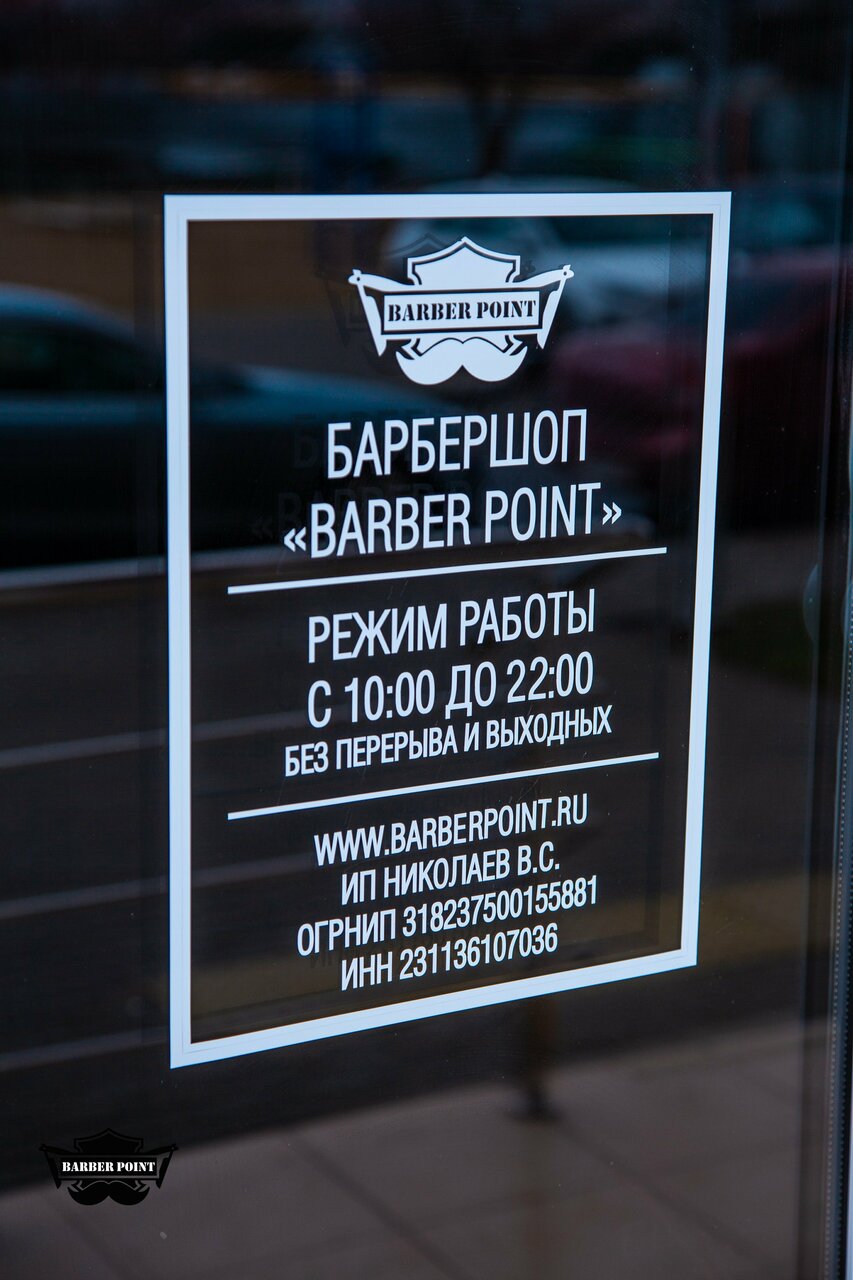 BARBER POINT
БАРБЕРШОП
«BARBER POINT»
РЕЖИМ РАБОТЫ
С 10:00 ДО 22:00
БЕЗ ПЕРЕРЫВА И ВЫХОДНЫХ
WWW.BARBERPOINT.RU
ИП НИКОЛАЕВ В.С.
ОГРНИП 318237500155881
ИНН 231136107036
BARBER POINT